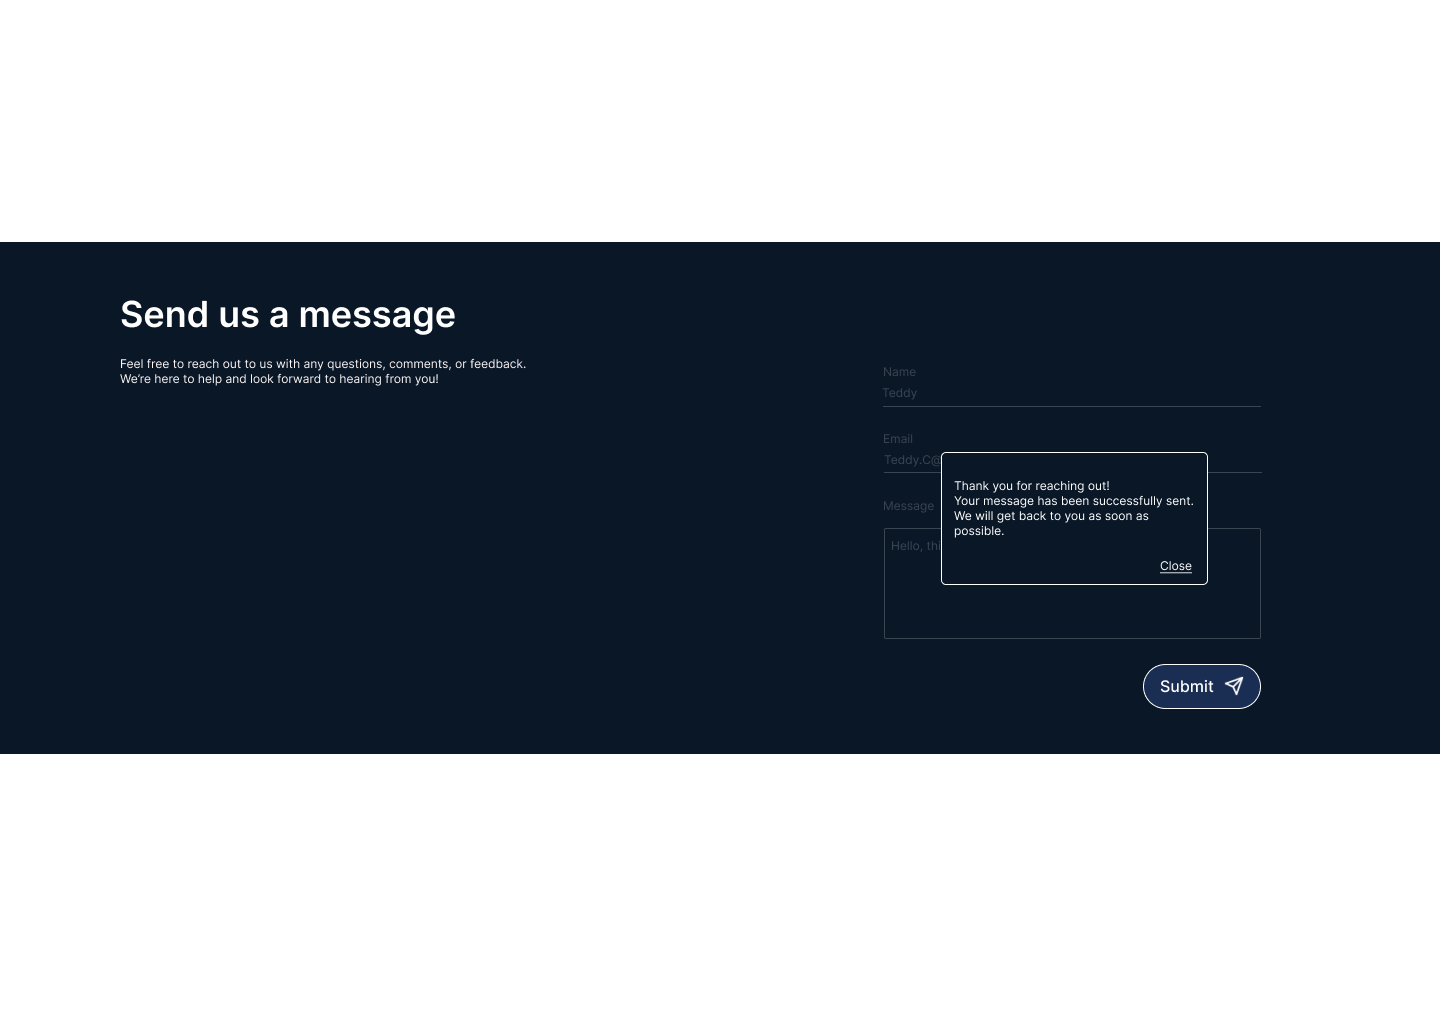 Send us a message
Feel free to reach out to us with any questions, comments, or feedback.
We're here to help and look forward to hearing from you!
Name
Teddy
Email
Teddy.C@
Message
Hello, thi
Thank you for reaching out!
Your message has been successfully sent.
We will get back to you as soon as
possible.
Close
Submit